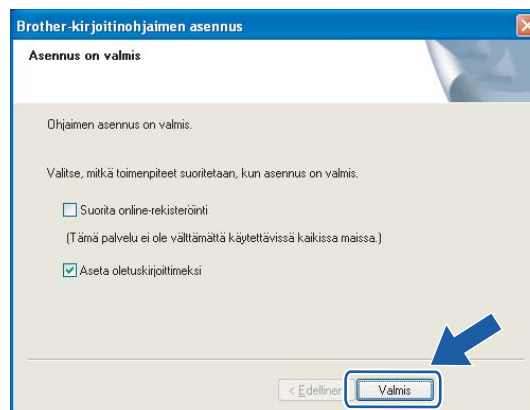 Brother-kirjoitinohjaimen asennus
Asennus on valmis
Ohjaimen asennus on valmis.
Valitse, mitkä toimenpiteet suoritetaan, kun asennus on valmis.
Suorita online-rekisteröinti
(Tämä palvelu ei ole välttämättä käytettävissä kaikissa maissa.)
Aseta oletuskirjoittimeksi
< Edellinen Valmis